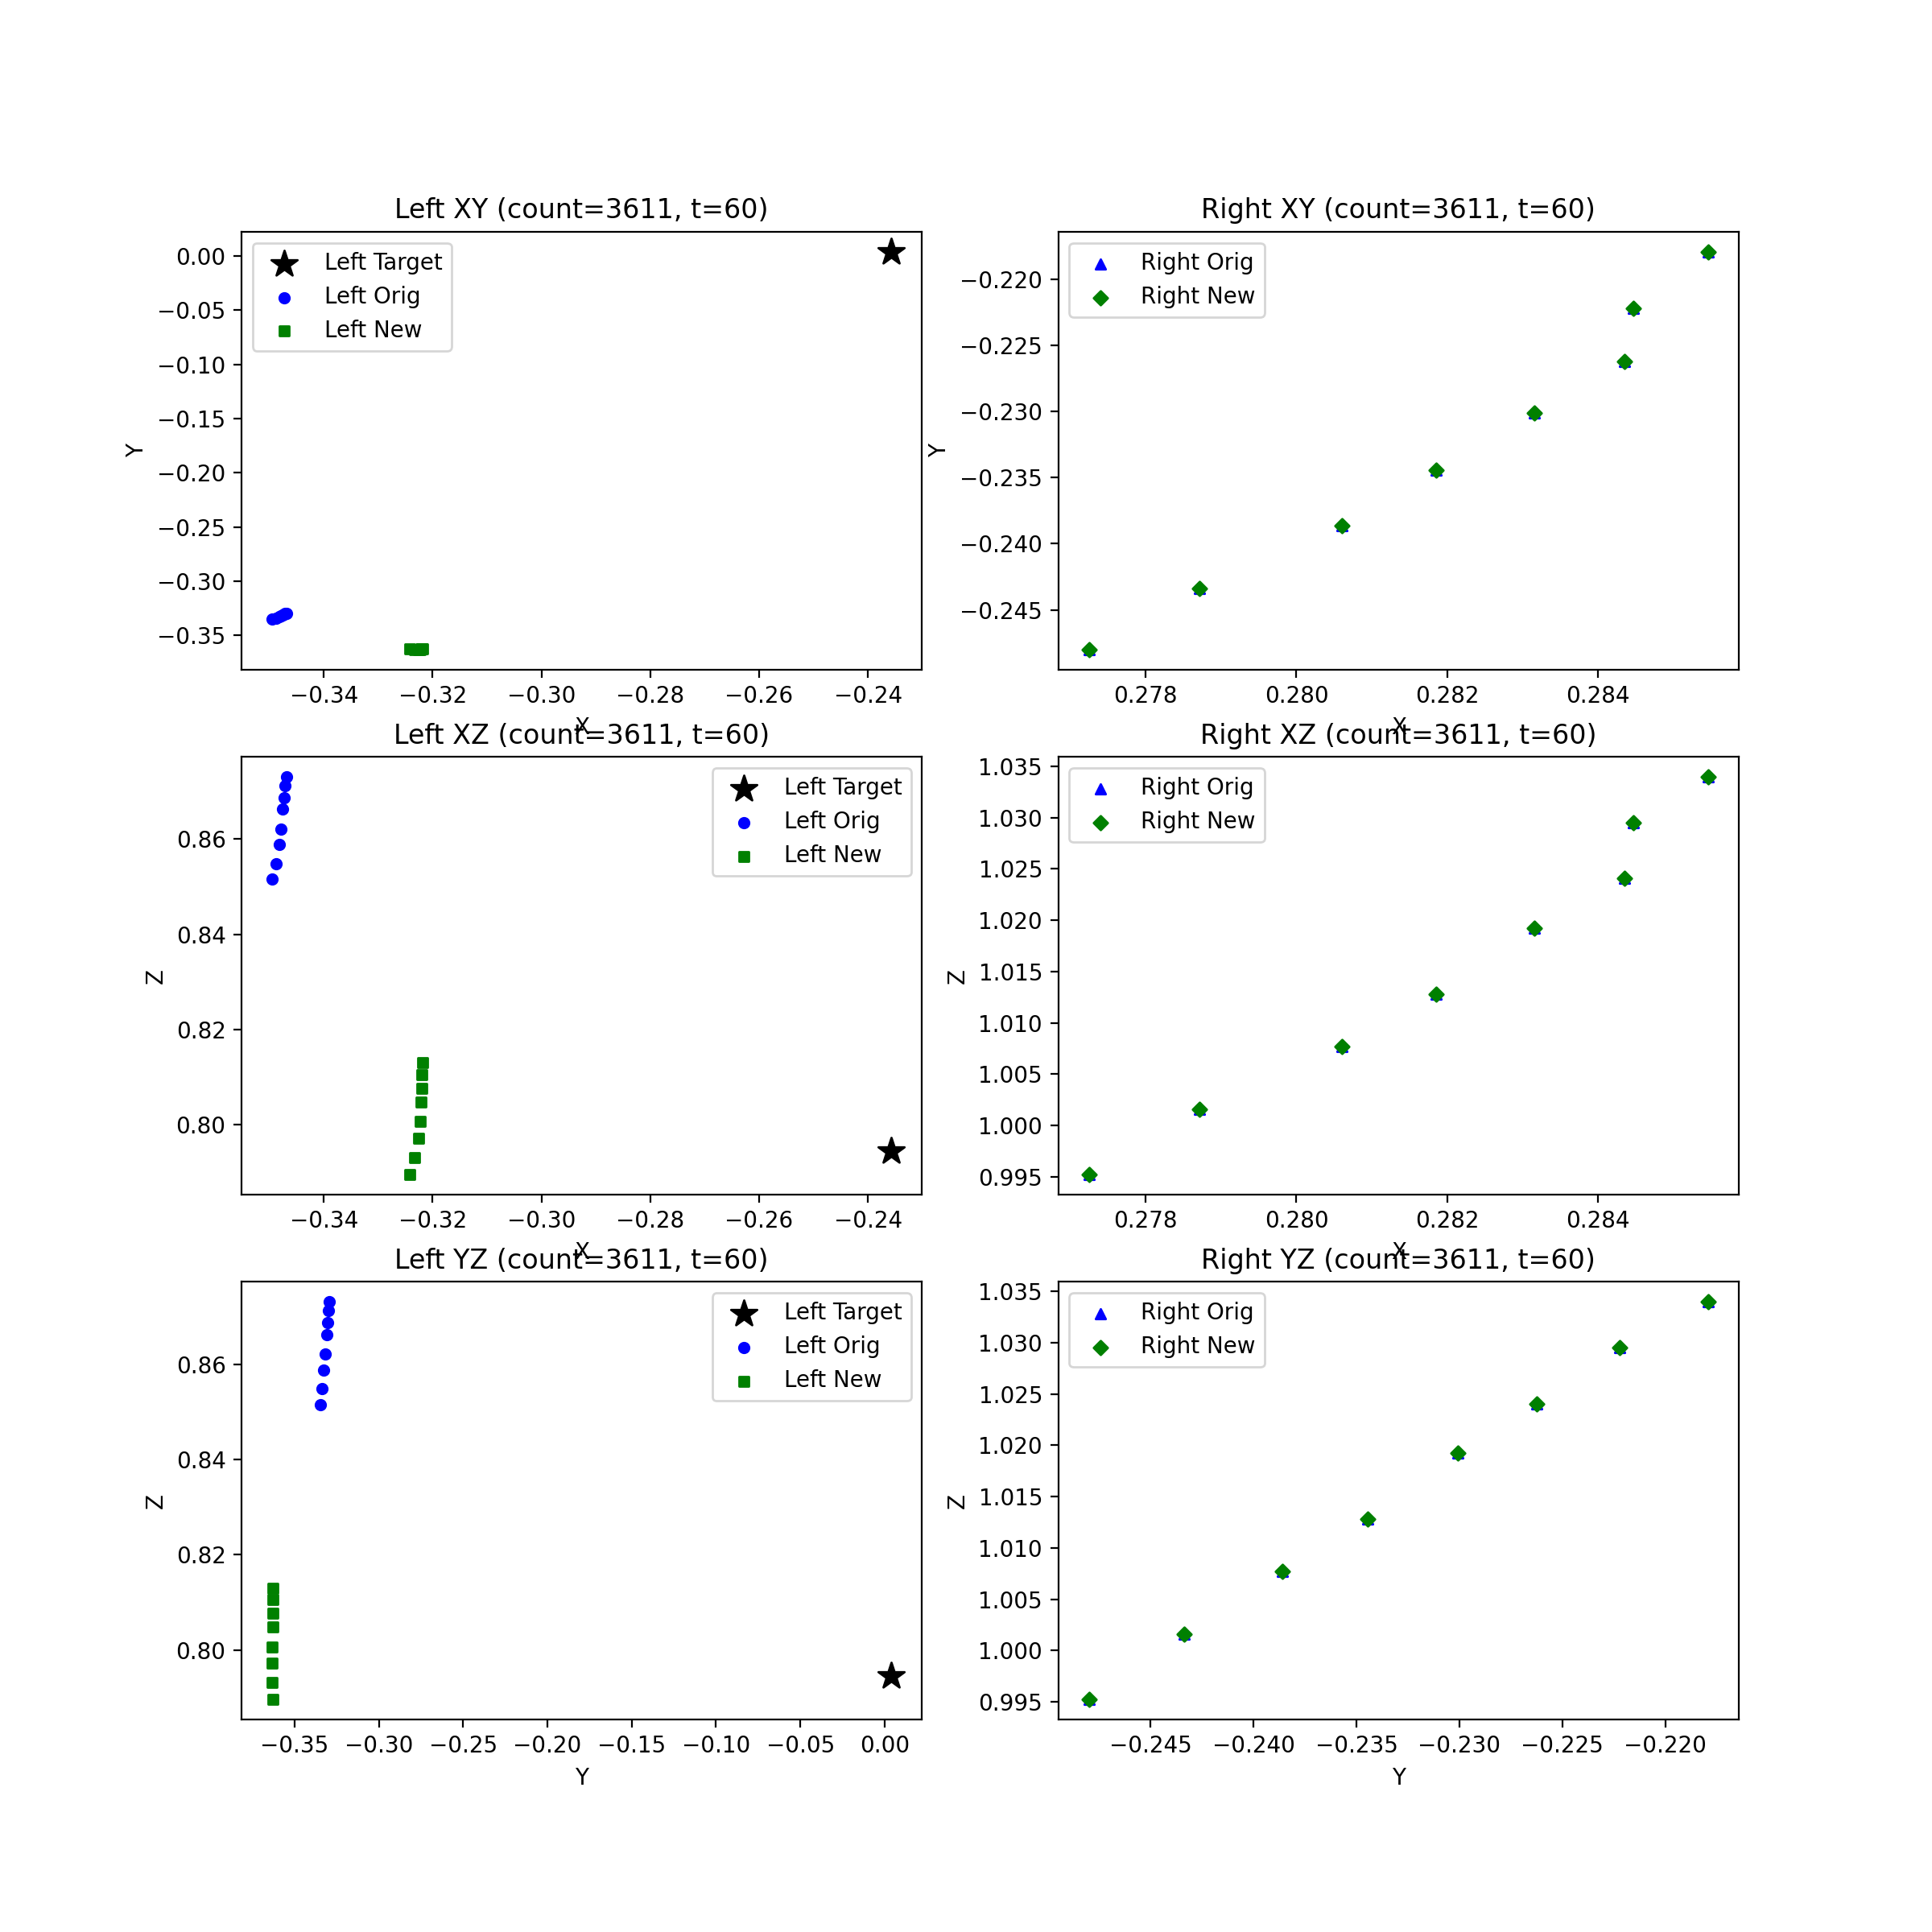 Left XY (count=3611, t=60)
Right XY (count=3611, t=60)
0.00
−0.05
−0.10
−0.15
−0.20
−0.25
−0.30
−0.35
Y
Left Target
Left Orig
Left New
−0.34 −0.32 −0.30 −0.28 −0.26 −0.24
X
−0.220
−0.225
−0.230
−0.235
−0.240
−0.245
Y
Right Orig
Right New
0.278 0.280 0.282 0.284
X
Left XZ (count=3611, t=60)
Right XZ (count=3611, t=60)
0.86
0.84
0.82
0.80
Z
Left Target
Left Orig
Left New
−0.34 −0.32 −0.30 −0.28 −0.26 −0.24
X
1.035
1.030
1.025
1.020
1.015
1.010
1.005
1.000
0.995
Z
Right Orig
Right New
0.278 0.280 0.282 0.284
X
Left YZ (count=3611, t=60)
Right YZ (count=3611, t=60)
0.86
0.84
0.82
0.80
Z
Left Target
Left Orig
Left New
−0.35 −0.30 −0.25 −0.20 −0.15 −0.10 −0.05 0.00
Y
1.035
1.030
1.025
1.020
1.015
1.010
1.005
1.000
0.995
Z
Right Orig
Right New
−0.245 −0.240 −0.235 −0.230 −0.225 −0.220
Y